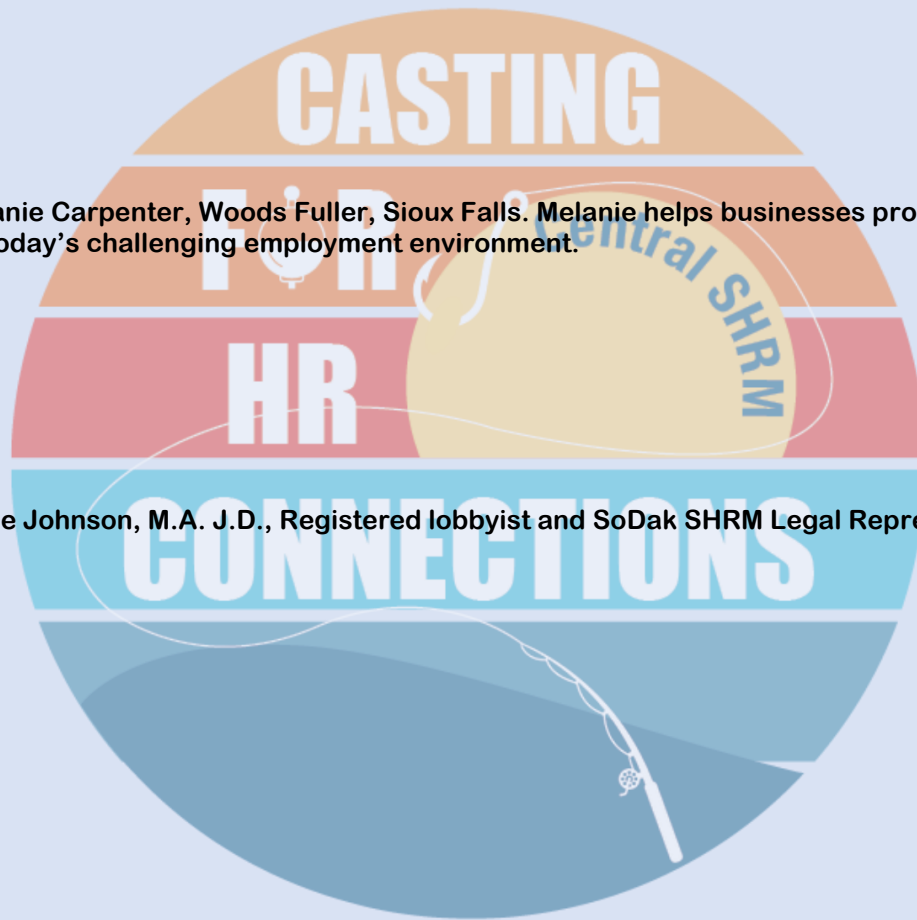 CASTING
anie Carpenter, Woods Fuller, Sioux Falls. Melanie helps businesses pro
oday’s challenging employment environment.
FOR
Central SHRM
HR
e Johnson, M.A. J.D., Registered lobbyist and SoDak SHRM Legal Repre
CONNECTIONS